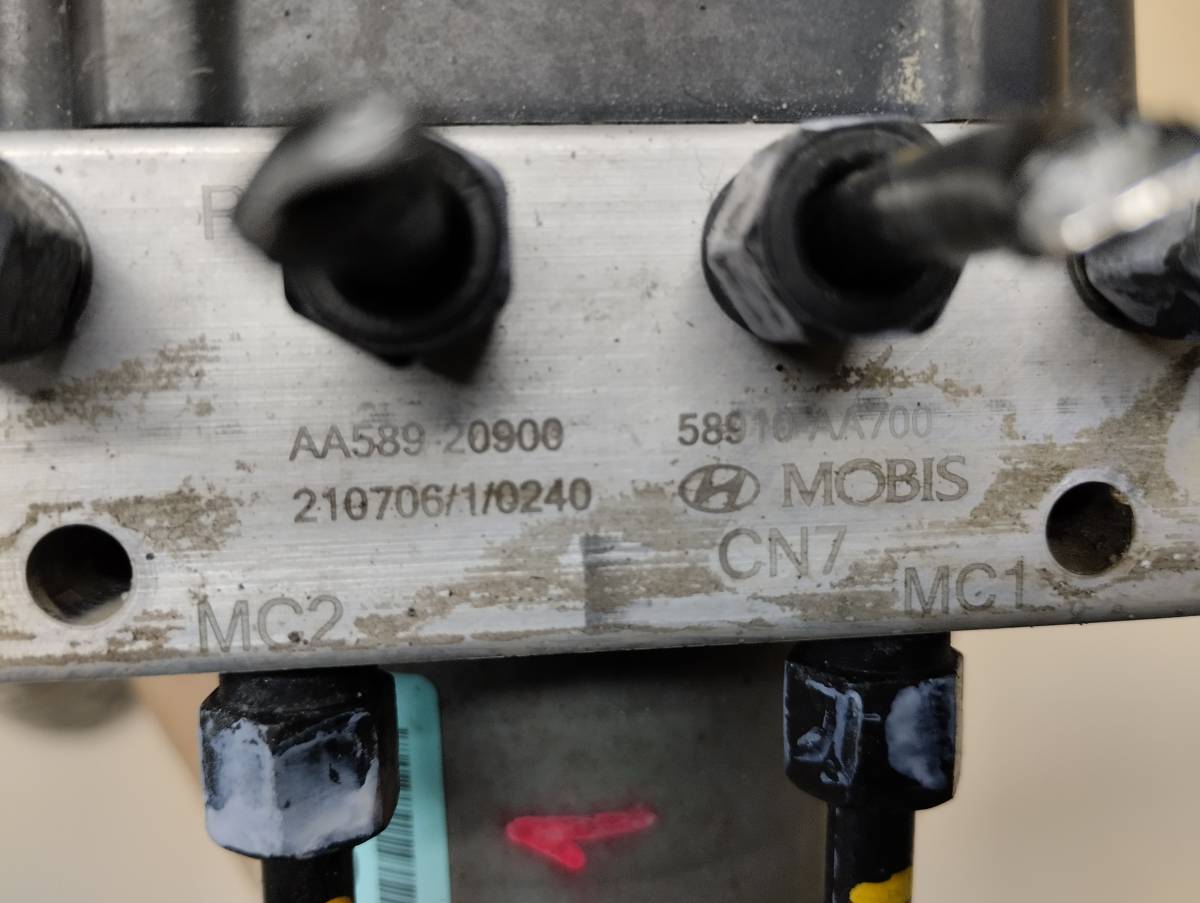 AA589 20900
58910-AA700
210706/1/0240
MOBIS
CN7
MC2
MC1